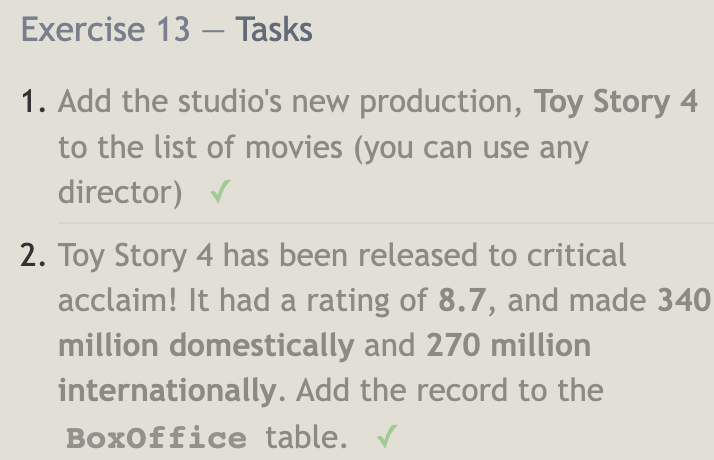 Exercise 13 — Tasks
1. Add the studio's new production, Toy Story 4
to the list of movies (you can use any
director) ✓
2. Toy Story 4 has been released to critical
acclaim! It had a rating of 8.7, and made 340
million domestically and 270 million
internationally. Add the record to the
BoxOffice table. ✓